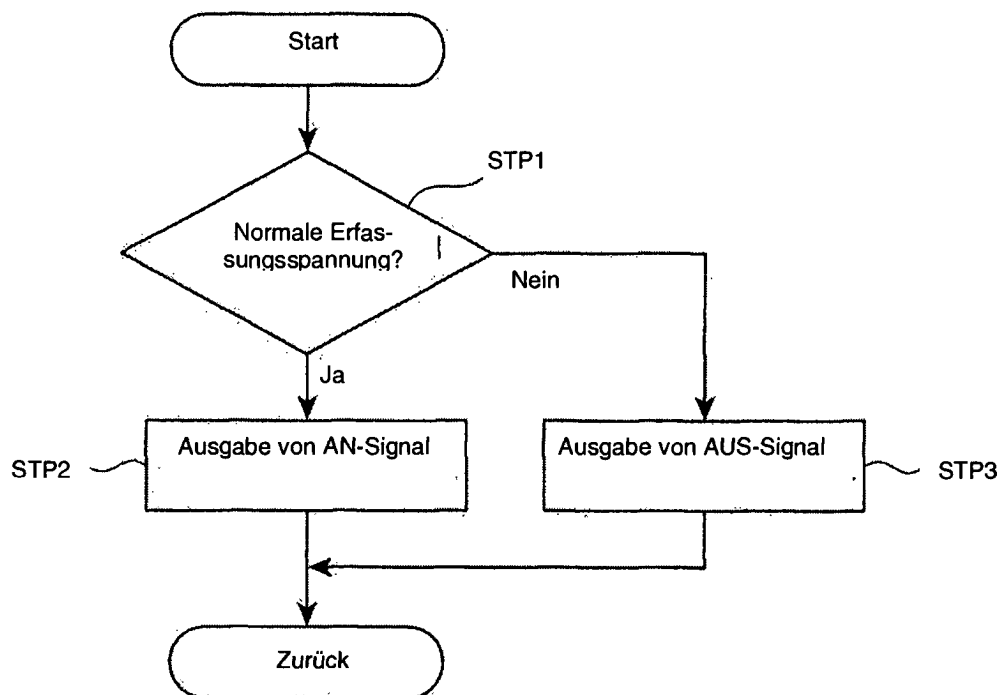 Start
STP1
Normale Erfas-
sungsspannung?
Nein
Ja
Ausgabe von AN-Signal
Ausgabe von AUS-Signal
STP2
STP3
Zurück